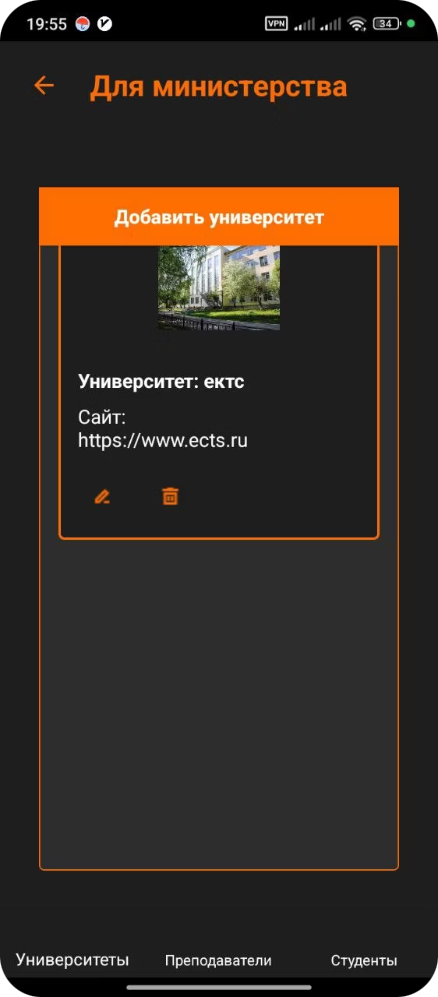 19:55 VPN 34
Для министерства
Добавить университет
Университет: ектс
Сайт:
https://www.ects.ru
Университеты Преподаватели Студенты